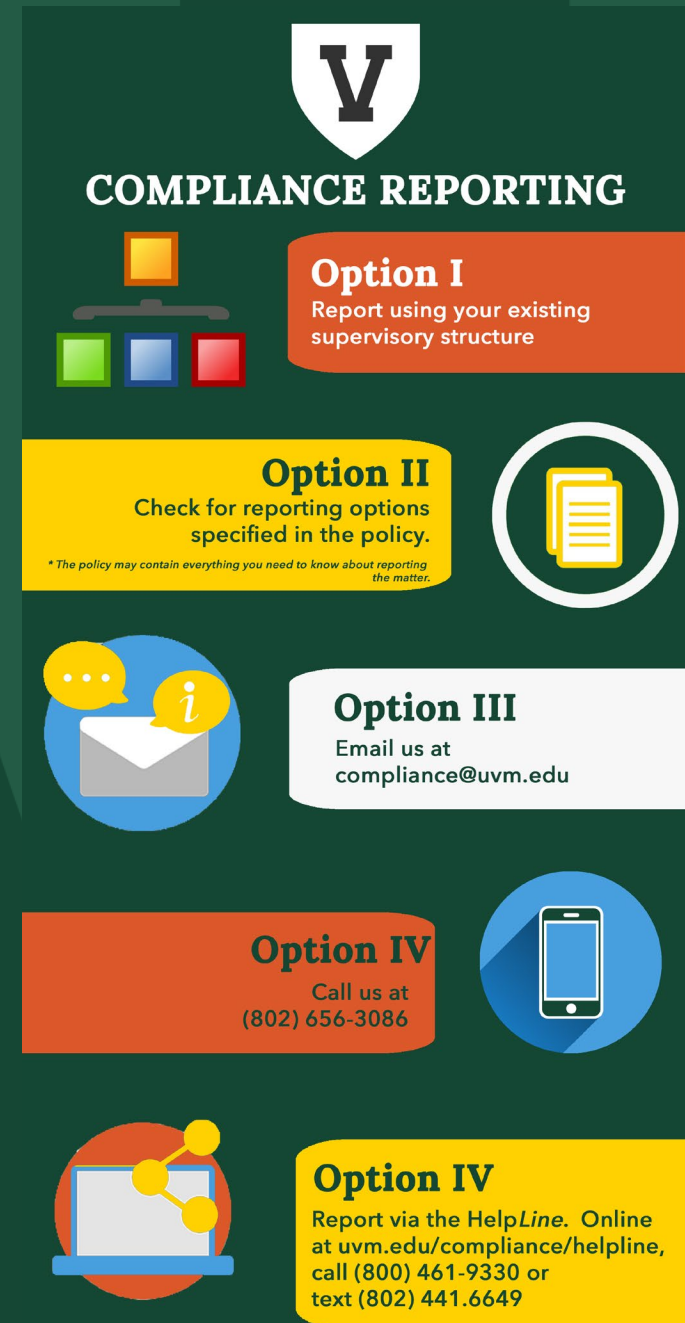 V
COMPLIANCE REPORTING
Option I
Report using your existing
supervisory structure
Option II
Check for reporting options
specified in the policy.
* The policy may contain everything you need to know about reporting
the matter.
i
Option III
Email us at
compliance@uvm.edu
Option IV
Call us at
(802) 656-3086
Option IV
Report via the HelpLine. Online
at uvm.edu/compliance/helpline,
call (800) 461-9330 or
text (802) 441.6649